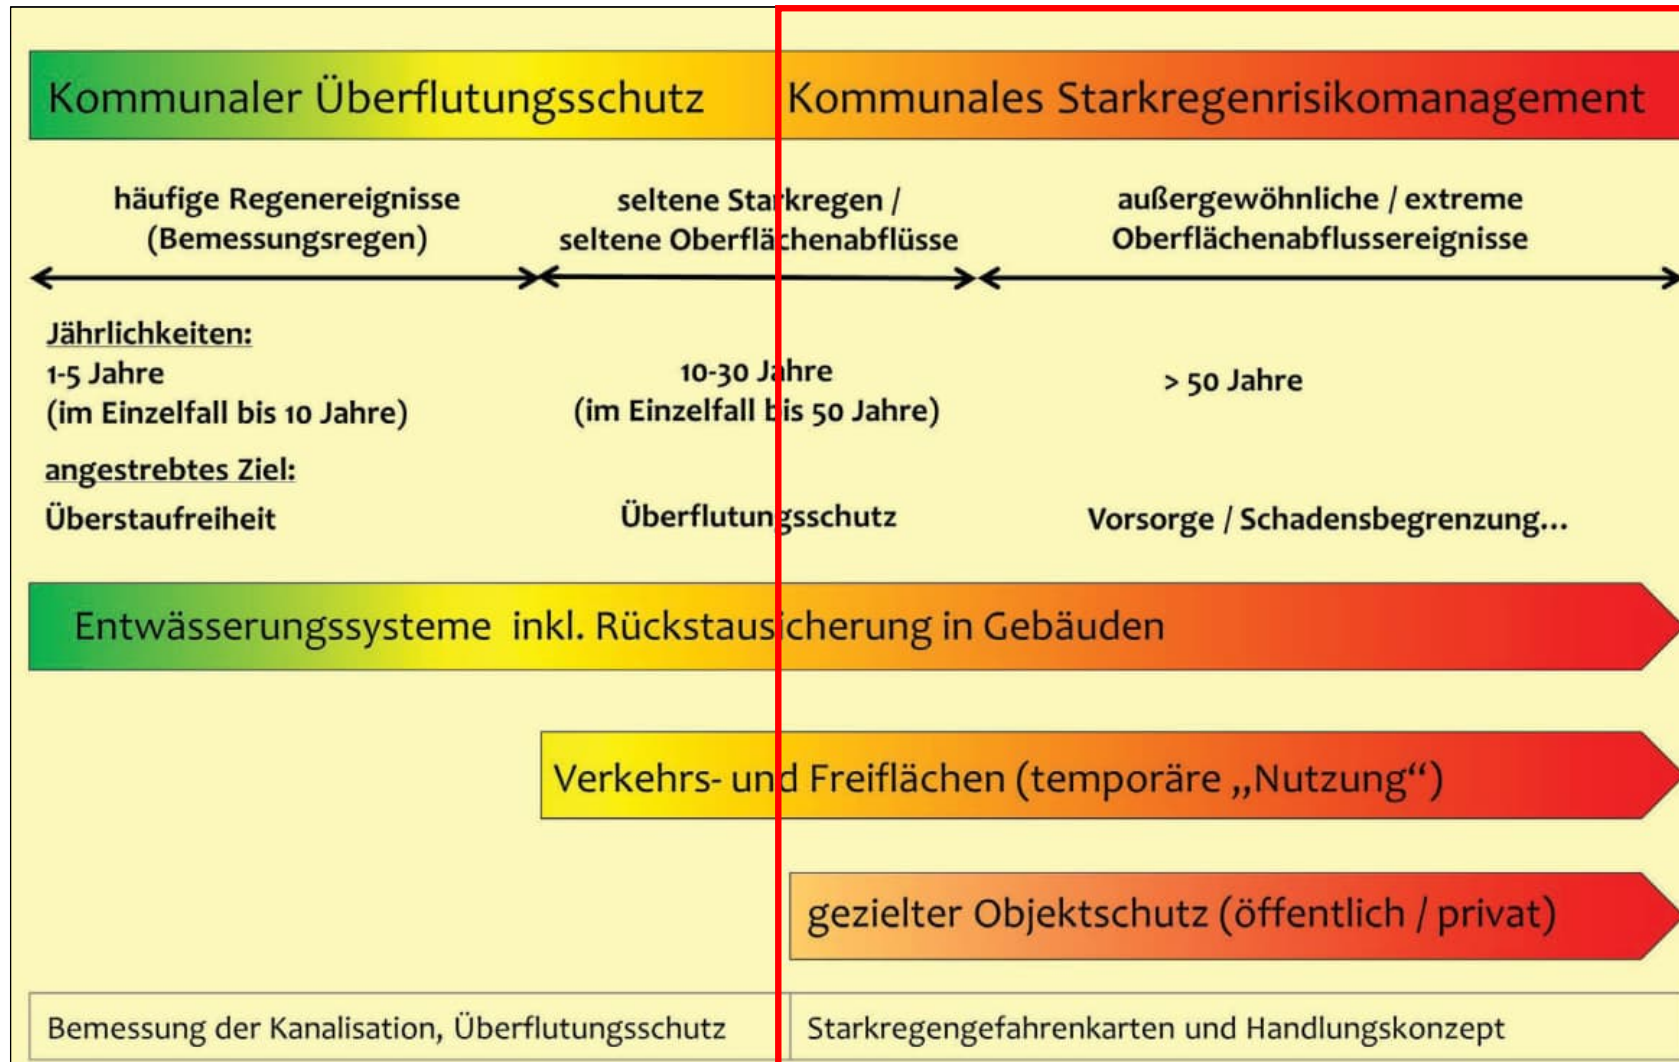 Kommunaler Überflutungsschutz
Kommunales Starkregenrisikomanagement
häufige Regenereignisse
(Bemessungsregen)
seltene Starkregen /
seltene Oberflächenabflüsse
außergewöhnliche / extreme
Oberflächenabflussereignisse
Jährlichkeiten:
1-5 Jahre
(im Einzelfall bis 10 Jahre)
10-30 Jahre
(im Einzelfall bis 50 Jahre)
> 50 Jahre
angestrebtes Ziel:
Überstaufreiheit
Überflutungsschutz
Vorsorge / Schadensbegrenzung...
Entwässerungssysteme inkl. Rückstausicherung in Gebäuden
Verkehrs- und Freiflächen (temporäre „Nutzung“)
gezielter Objektschutz (öffentlich / privat)
Bemessung der Kanalisation, Überflutungsschutz
Starkregengefahrenkarten und Handlungskonzept